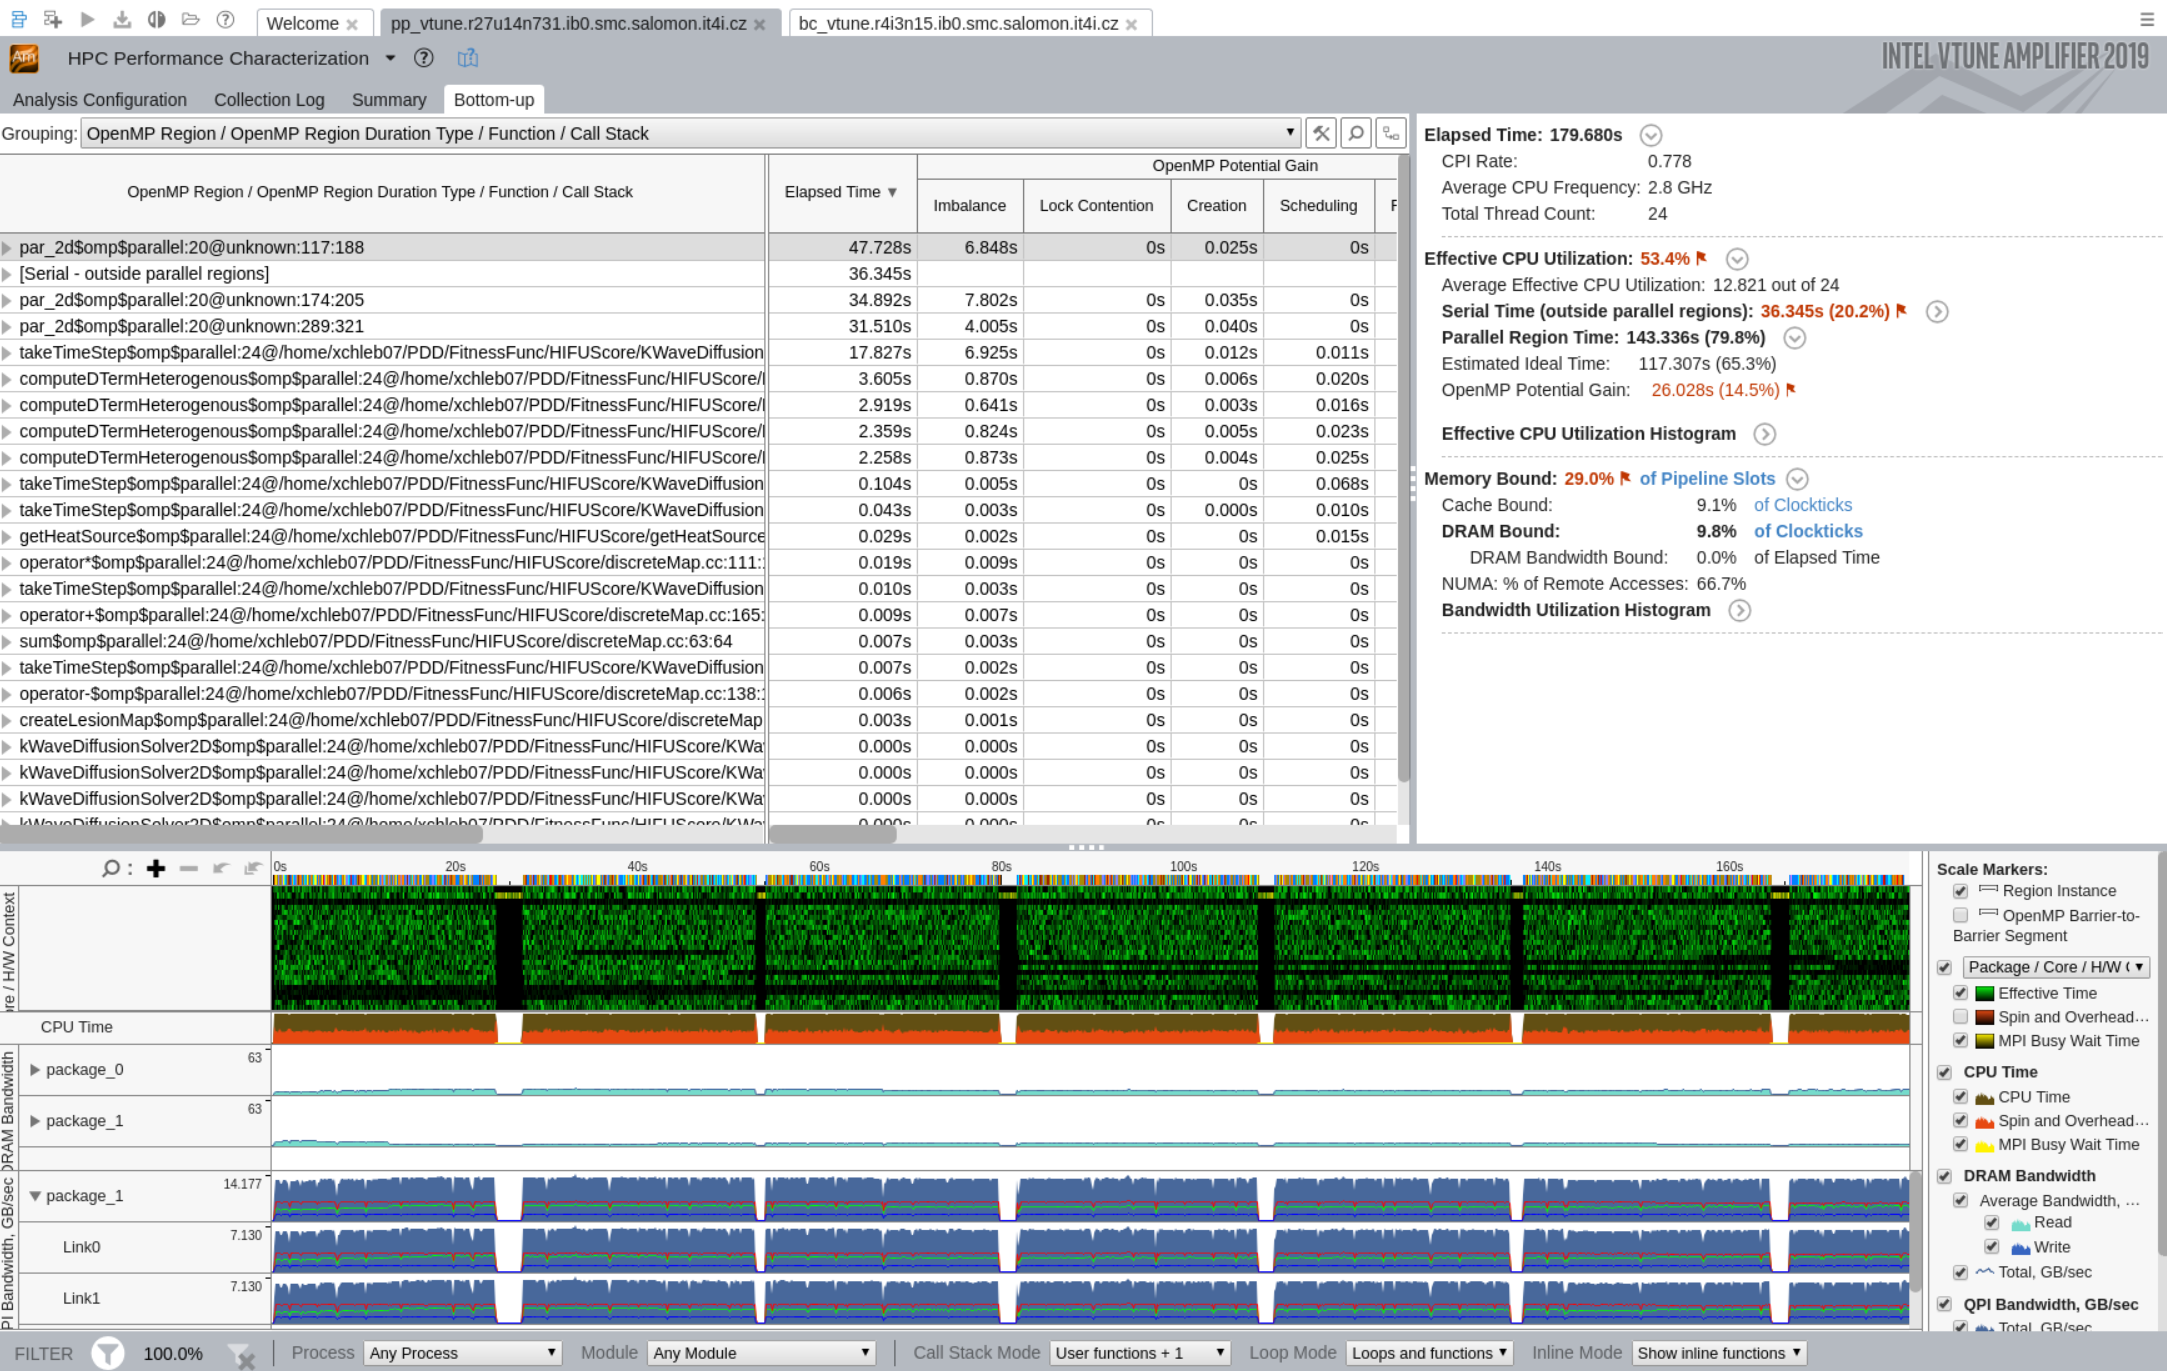 Welcome
pp_vtune.r27u14n731.ib0.smc.salomon.it4i.cz
bc_vtune.r4i3n15.ib0.smc.salomon.it4i.cz
HPC Performance Characterization
INTEL VTUNE AMPLIFIER 2019
Analysis Configuration Collection Log Summary Bottom-up
Grouping: OpenMP Region / OpenMP Region Duration Type / Function / Call Stack
OpenMP Region / OpenMP Region Duration Type / Function / Call Stack
Elapsed Time
OpenMP Potential Gain
Imbalance Lock Contention Creation Scheduling
par_2d$omp$parallel:20@unknown:117:188 47.728s 6.848s 0s 0.025s 0s
[Serial - outside parallel regions] 36.345s
par_2d$omp$parallel:20@unknown:174:205 34.892s 7.802s 0s 0.035s 0s
par_2d$omp$parallel:20@unknown:289:321 31.510s 4.005s 0s 0.040s 0s
takeTimeStep$omp$parallel:24@/home/xchleb07/PDD/FitnessFunc/HIFUScore/KWaveDiffusion 17.827s 6.925s 0s 0.012s 0.011s
computeDTermHeterogenous$omp$parallel:24@/home/xchleb07/PDD/FitnessFunc/HIFUScore/ 3.605s 0.870s 0s 0.006s 0.020s
computeDTermHeterogenous$omp$parallel:24@/home/xchleb07/PDD/FitnessFunc/HIFUScore/ 2.919s 0.641s 0s 0.003s 0.016s
computeDTermHeterogenous$omp$parallel:24@/home/xchleb07/PDD/FitnessFunc/HIFUScore/ 2.359s 0.824s 0s 0.005s 0.023s
computeDTermHeterogenous$omp$parallel:24@/home/xchleb07/PDD/FitnessFunc/HIFUScore/ 2.258s 0.873s 0s 0.004s 0.025s
takeTimeStep$omp$parallel:24@/home/xchleb07/PDD/FitnessFunc/HIFUScore/KWaveDiffusion 0.104s 0.005s 0s 0s 0.068s
takeTimeStep$omp$parallel:24@/home/xchleb07/PDD/FitnessFunc/HIFUScore/KWaveDiffusion 0.043s 0.003s 0s 0.000s 0.010s
getHeatSource$omp$parallel:24@/home/xchleb07/PDD/FitnessFunc/HIFUScore/getHeatSource 0.029s 0.002s 0s 0s 0.015s
operator*$omp$parallel:24@/home/xchleb07/PDD/FitnessFunc/HIFUScore/discreteMap.cc:111: 0.019s 0.009s 0s 0s 0s
takeTimeStep$omp$parallel:24@/home/xchleb07/PDD/FitnessFunc/HIFUScore/KWaveDiffusion 0.010s 0.003s 0s 0s 0s
operator+$omp$parallel:24@/home/xchleb07/PDD/FitnessFunc/HIFUScore/discreteMap.cc:165: 0.009s 0.007s 0s 0s 0s
sum$omp$parallel:24@/home/xchleb07/PDD/FitnessFunc/HIFUScore/discreteMap.cc:63:64 0.007s 0.003s 0s 0s 0s
takeTimeStep$omp$parallel:24@/home/xchleb07/PDD/FitnessFunc/HIFUScore/KWaveDiffusion 0.007s 0.002s 0s 0s 0s
operator-$omp$parallel:24@/home/xchleb07/PDD/FitnessFunc/HIFUScore/discreteMap.cc:138: 0.006s 0.002s 0s 0s 0s
createLesionMap$omp$parallel:24@/home/xchleb07/PDD/FitnessFunc/HIFUScore/discreteMap 0.003s 0.001s 0s 0s 0s
kWaveDiffusionSolver2D$omp$parallel:24@/home/xchleb07/PDD/FitnessFunc/HIFUScore/KWa 0.000s 0.000s 0s 0s 0s
kWaveDiffusionSolver2D$omp$parallel:24@/home/xchleb07/PDD/FitnessFunc/HIFUScore/KWa 0.000s 0.000s 0s 0s 0s
kWaveDiffusionSolver2D$omp$parallel:24@/home/xchleb07/PDD/FitnessFunc/HIFUScore/KWa 0.000s 0.000s 0s 0s 0s
kWaveDiffusionSolver2D$omp$parallel:24@/home/xchleb07/PDD/FitnessFunc/HIFUScore/KWa 0.000s 0.000s 0s 0s 0s
Elapsed Time: 179.680s
CPI Rate: 0.778
Average CPU Frequency: 2.8 GHz
Total Thread Count: 24
Effective CPU Utilization: 53.4%
Average Effective CPU Utilization: 12.821 out of 24
Serial Time (outside parallel regions): 36.345s (20.2%)
Parallel Region Time: 143.336s (79.8%)
Estimated Ideal Time: 117.307s (65.3%)
OpenMP Potential Gain: 26.028s (14.5%)
Effective CPU Utilization Histogram
Memory Bound: 29.0% of Pipeline Slots
Cache Bound: 9.1% of Clockticks
DRAM Bound: 9.8% of Clockticks
DRAM Bandwidth Bound: 0.0% of Elapsed Time
NUMA: % of Remote Accesses: 66.7%
Bandwidth Utilization Histogram
0s 20s 40s 60s 80s 100s 120s 140s 160s
re / H/W Context
CPU Time
DRAM Bandwidth
package_0 63
package_1 63
PI Bandwidth, GB/sec
package_1 14.177
Link0 7.130
Link1 7.130
Scale Markers:
Region Instance
OpenMP Barrier-to-
Barrier Segment
Package / Core / H/W
Effective Time
Spin and Overhead...
MPI Busy Wait Time
CPU Time
CPU Time
Spin and Overhead...
MPI Busy Wait Time
DRAM Bandwidth
Average Bandwidth, ...
Read
Write
Total, GB/sec
QPI Bandwidth, GB/sec
Total, GB/sec
FILTER 100.0% Process Any Process Module Any Module Call Stack Mode User functions + 1 Loop Mode Loops and functions Inline Mode Show inline functions